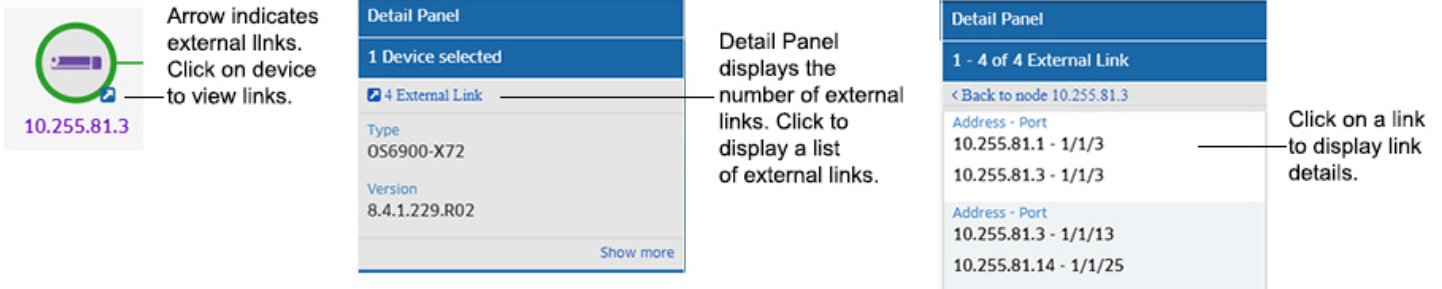 10.255.81.3
Arrow indicates
external links.
Click on device
to view links.
Detail Panel
1 Device selected
4 External Link
Type
OS6900-X72
Version
8.4.1.229.R02
Show more
Detail Panel
displays the
number of external
links. Click to
display a list
of external links.
Detail Panel
1 - 4 of 4 External Link
< Back to node 10.255.81.3
Address - Port
10.255.81.1 - 1/1/3
10.255.81.3 - 1/1/3
Address - Port
10.255.81.3 - 1/1/13
10.255.81.14 - 1/1/25
Click on a link
to display link
details.